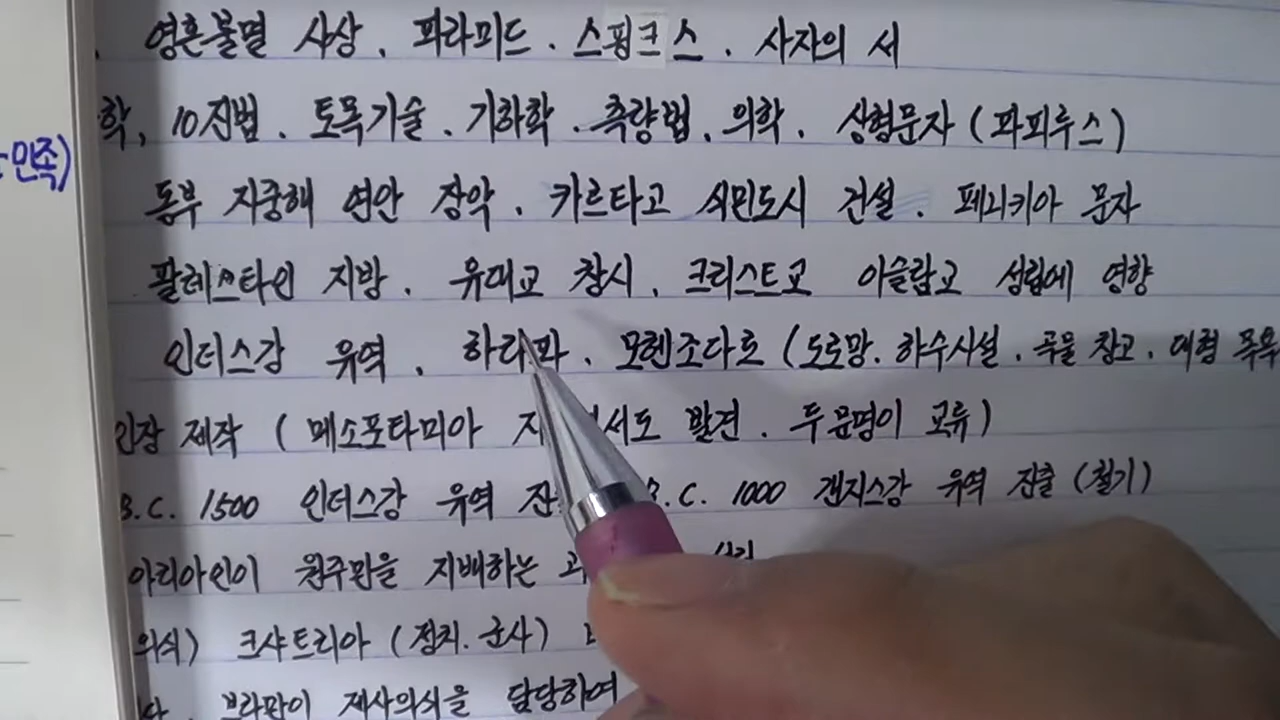 영혼불멸 사상. 피라미드. 스핑크스. 사자의 서
학, 10진법. 토목기술. 기하학. 측량법. 의학. 상형문자 (파피루스)
민족)
동부 지중해 연안 장악. 카르타고 식민도시 건설. 페니키아 문자
팔레스타인 지방. 유대교 창시. 크리스트교 이슬람교 성립에 영향
인더스강 유역. 하라파. 모헨조다로 (도로망. 하수시설. 곡물 창고. 대형 목욕
인장 제작 (메소포타미아 발견. 두 문명이 교류)
B.C. 1500 인더스강 유역 B.C. 1000 갠지스강 유역 진출 (철기)
아리아인이 원주민을 지배하는
의식) 크샤트리아 (정치. 군사)
브라만이 제사의식을 담당하여